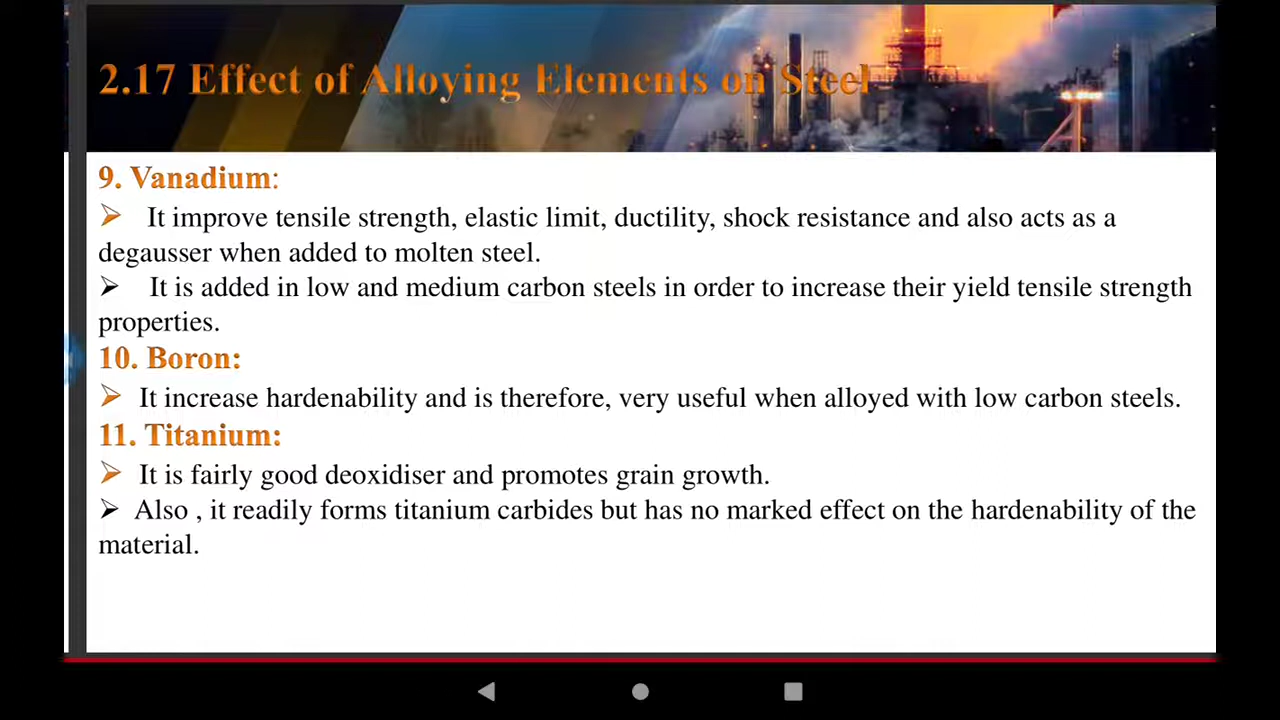 2.17 Effect of Alloying Elements on Steel
9. Vanadium:
➢ It improve tensile strength, elastic limit, ductility, shock resistance and also acts as a
degausser when added to molten steel.
➢ It is added in low and medium carbon steels in order to increase their yield tensile strength
properties.
10. Boron:
➢ It increase hardenability and is therefore, very useful when alloyed with low carbon steels.
11. Titanium:
➢ It is fairly good deoxidiser and promotes grain growth.
➢ Also , it readily forms titanium carbides but has no marked effect on the hardenability of the
material.